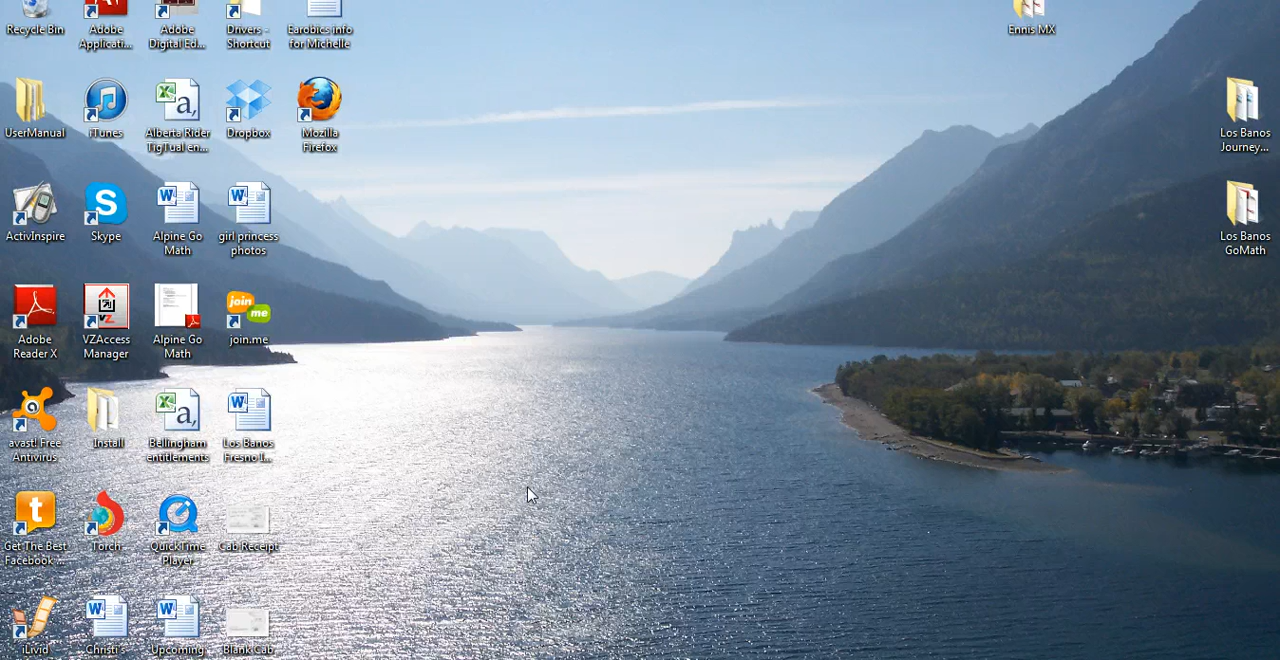 Recycle Bin
Adobe
Applicati...
Adobe
Digital Ed...
Drivers -
Shortcut
Earobics info
for Michelle
Ennis MX
UserManual
iTunes
Alberta Rider
TigTual en...
Dropbox
Mozilla
Firefox
Los Banos
Journey...
ActivInspire
Skype
Alpine Go
Math
girl princess
photos
Los Banos
GoMath
Adobe
Reader X
VZAccess
Manager
Alpine Go
Math
join.me
avast! Free
Antivirus
Install
Bellingham
entitlements
Los Banos
Fresno I...
Get The Best
Facebook ...
Torch
QuickTime
Player
Cab Receipt
iLivid
Christi's
Upcoming
Blank Cab